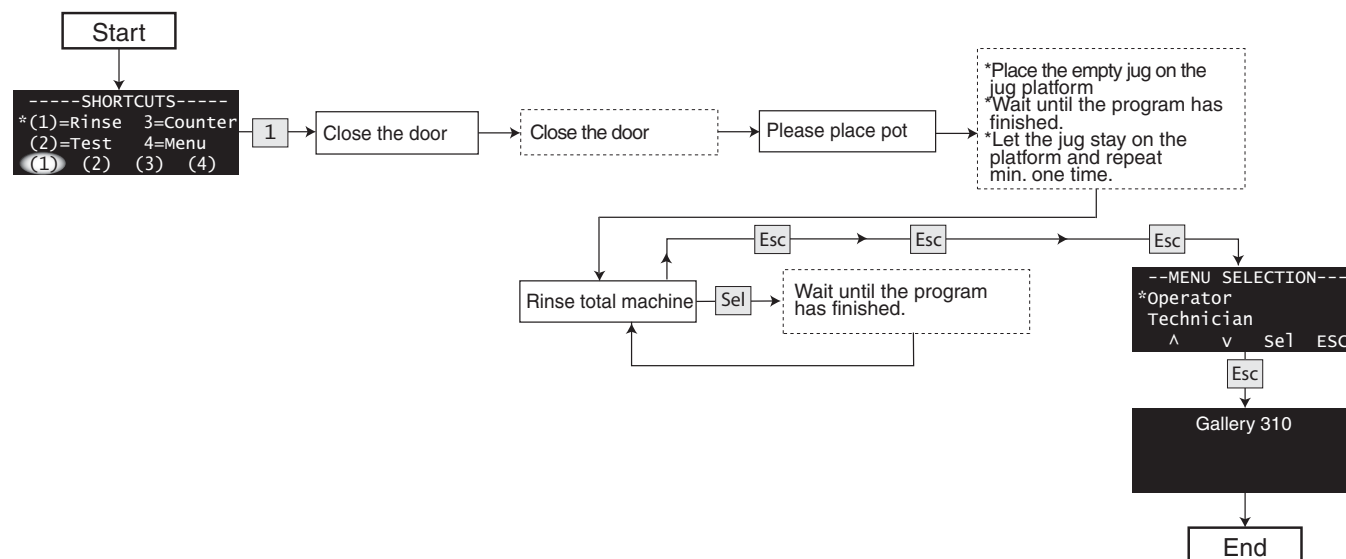 Start
-----SHORTCUTS-----
*(1)=Rinse 3=Counter
(2)=Test 4=Menu
(1) (2) (3) (4)
1
Close the door
Close the door
Please place pot
*Place the empty jug on the
jug platform
*Wait until the program has
finished.
*Let the jug stay on the
platform and repeat
min. one time.
Esc
Esc
Esc
Rinse total machine
Sel
Wait until the program
has finished.
--MENU SELECTION---
*Operator
Technician
^ v Sel ESC
Esc
Gallery 310
End